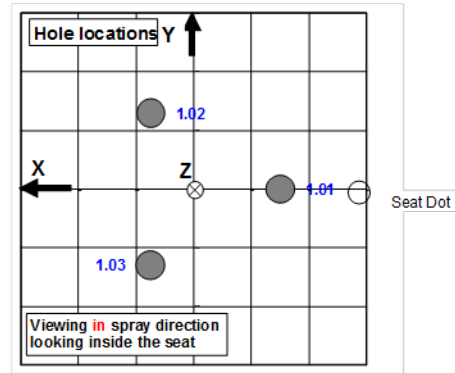 Hole locations
Y
1.02
X
Z
1.01
Seat Dot
1.03
Viewing in spray direction
looking inside the seat